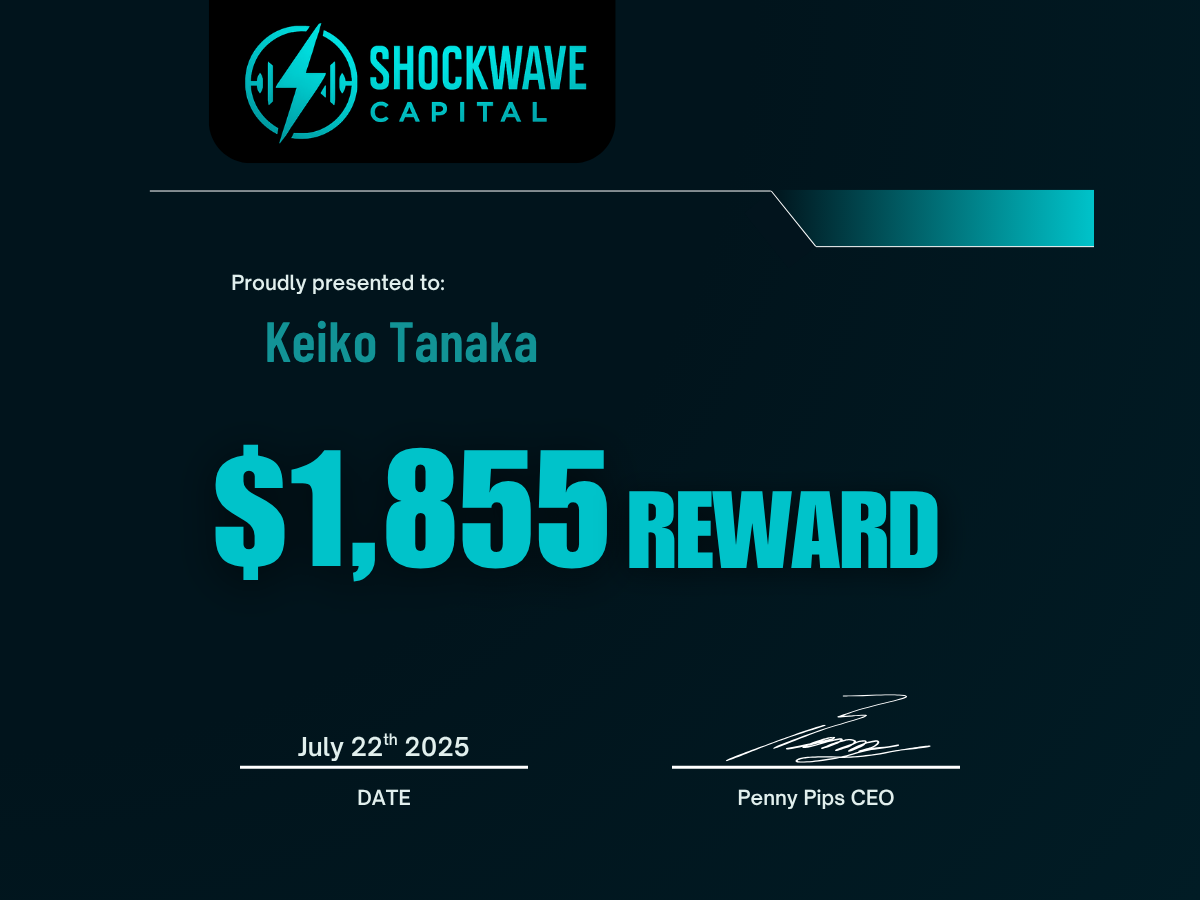 SHOCKWAVE
CAPITAL
Proudly presented to:
Keiko Tanaka
$1,855 REWARD
July 22th 2025
DATE
Penny Pips CEO